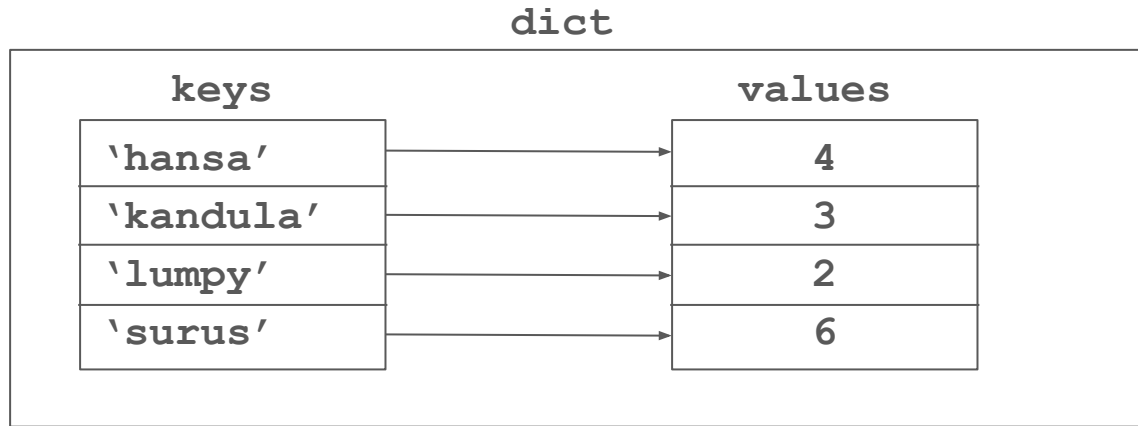 dict
keys values
‘hansa’ 4
‘kandula’ 3
‘lumpy’ 2
‘surus’ 6